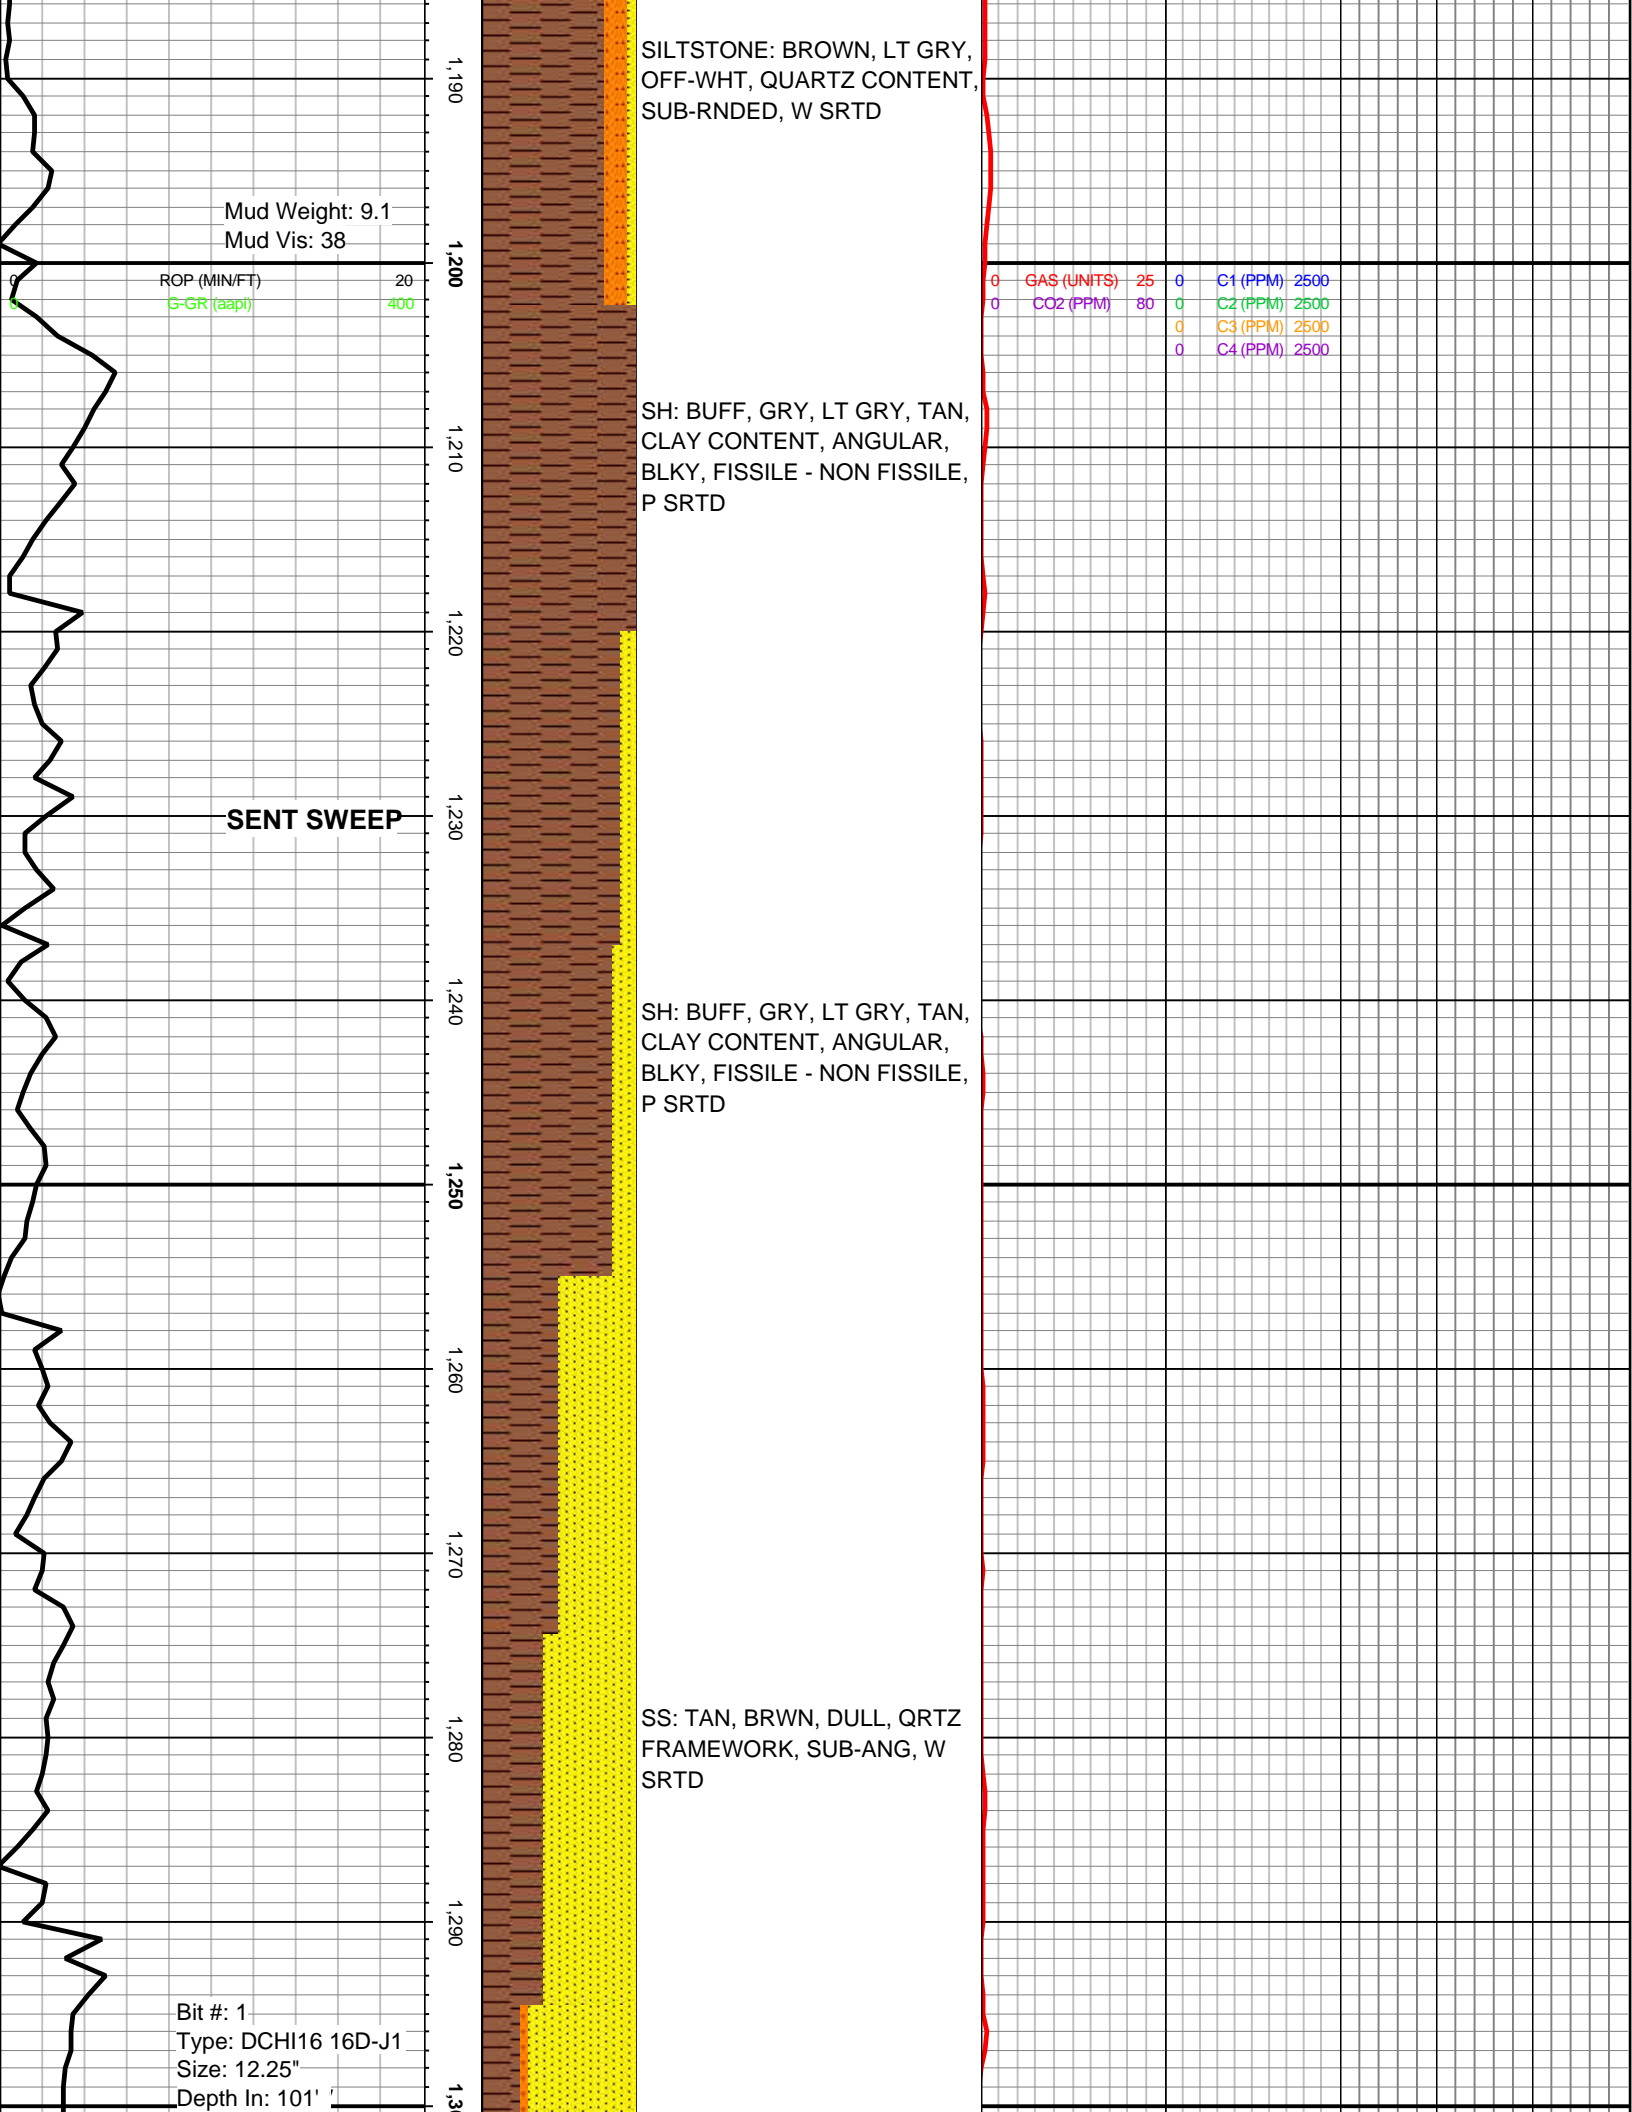 SILTSTONE: BROWN, LT GRY,
OFF-WHT, QUARTZ CONTENT,
SUB-RNDED, W SRTD
1,190
Mud Weight: 9.1
Mud Vis: 38
1,200
0 ROP (MIN/FT) 20
0 G-GR (aapi) 400
0 GAS (UNITS) 25 0 C1 (PPM) 2500
0 CO2 (PPM) 80 0 C2 (PPM) 2500
0 C3 (PPM) 2500
0 C4 (PPM) 2500
SH: BUFF, GRY, LT GRY, TAN,
CLAY CONTENT, ANGULAR,
BLKY, FISSILE - NON FISSILE,
P SRTD
1,210
1,220
SENT SWEEP
1,230
1,240
SH: BUFF, GRY, LT GRY, TAN,
CLAY CONTENT, ANGULAR,
BLKY, FISSILE - NON FISSILE,
P SRTD
1,250
1,260
1,270
SS: TAN, BRWN, DULL, QRTZ
FRAMEWORK, SUB-ANG, W
SRTD
1,280
1,290
Bit #: 1
Type: DCHI16 16D-J1
Size: 12.25"
Depth In: 101'